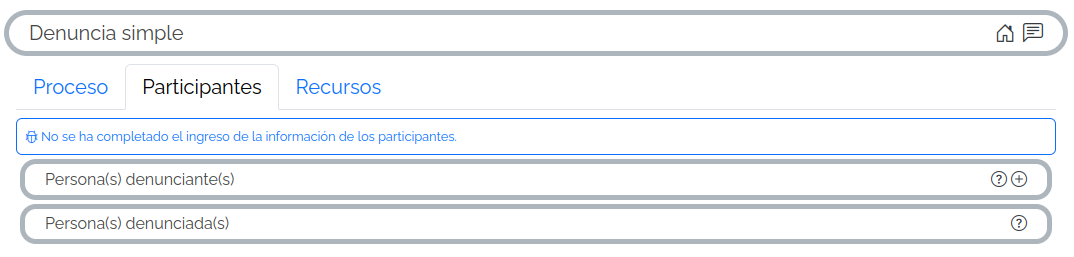 Denuncia simple
Proceso Participantes Recursos
No se ha completado el ingreso de la información de los participantes.
Persona(s) denunciante(s)
Persona(s) denunciada(s)